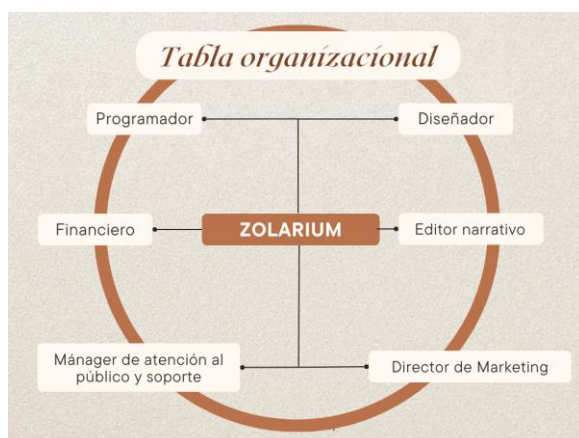 Tabla organizacional
Programador
Diseñador
Financiero
ZOLARIUM
Editor narrativo
Mánager de atención al
público y soporte
Director de Marketing